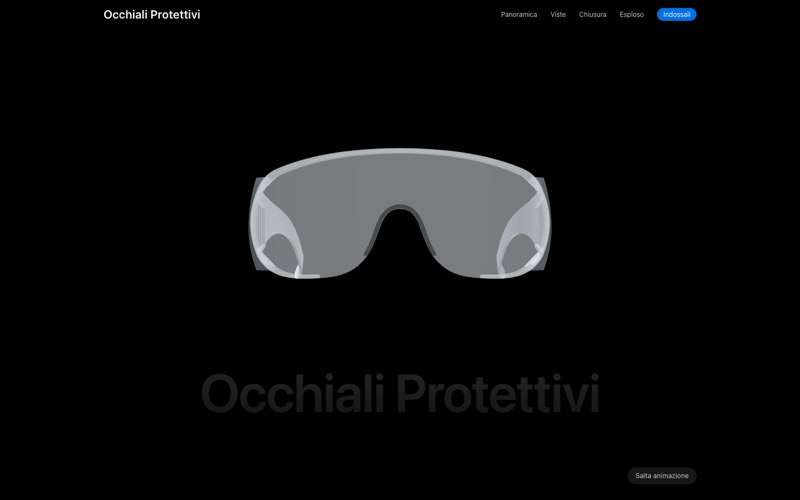 Occhiali Protettivi
Panoramica Viste Chiusura Esploso Indossali
Occhiali Protettivi
Salta animazione